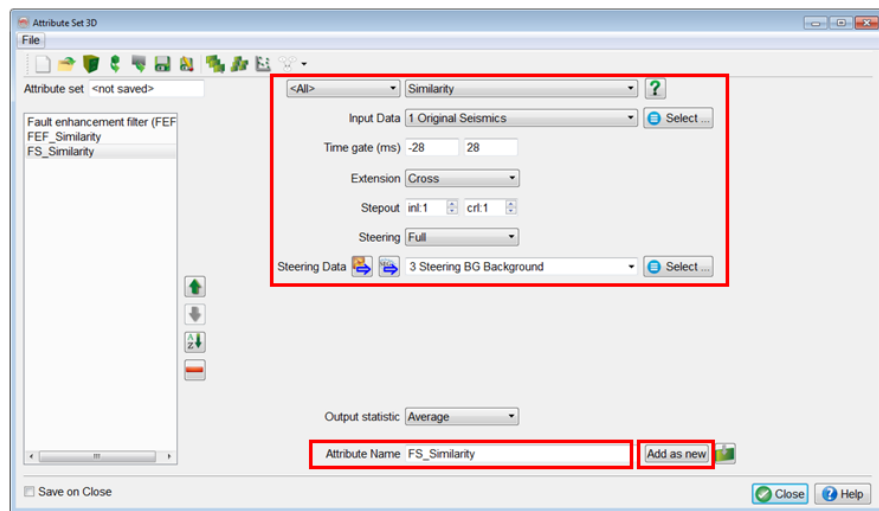 Attribute Set 3D
File
Attribute set <not saved>
<All> Similarity ?
Fault enhancement filter (FEF
FEF_Similarity
FS_Similarity
Input Data 1 Original Seismics Select ...
Time gate (ms) -28 28
Extension Cross
Stepout inl:1 crl:1
Steering Full
Steering Data 3 Steering BG Background Select ...
A
Z
Output statistic Average
Attribute Name FS_Similarity Add as new
Save on Close Close Help